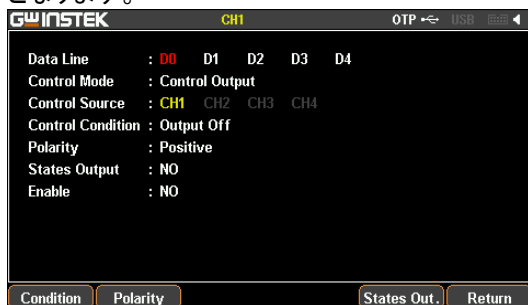 GWINSTEK CH1 OTP USB
Data Line : D0 D1 D2 D3 D4
Control Mode : Control Output
Control Source : CH1 CH2 CH3 CH4
Control Condition : Output Off
Polarity : Positive
States Output : NO
Enable : NO
Condition Polarity States Out. Return